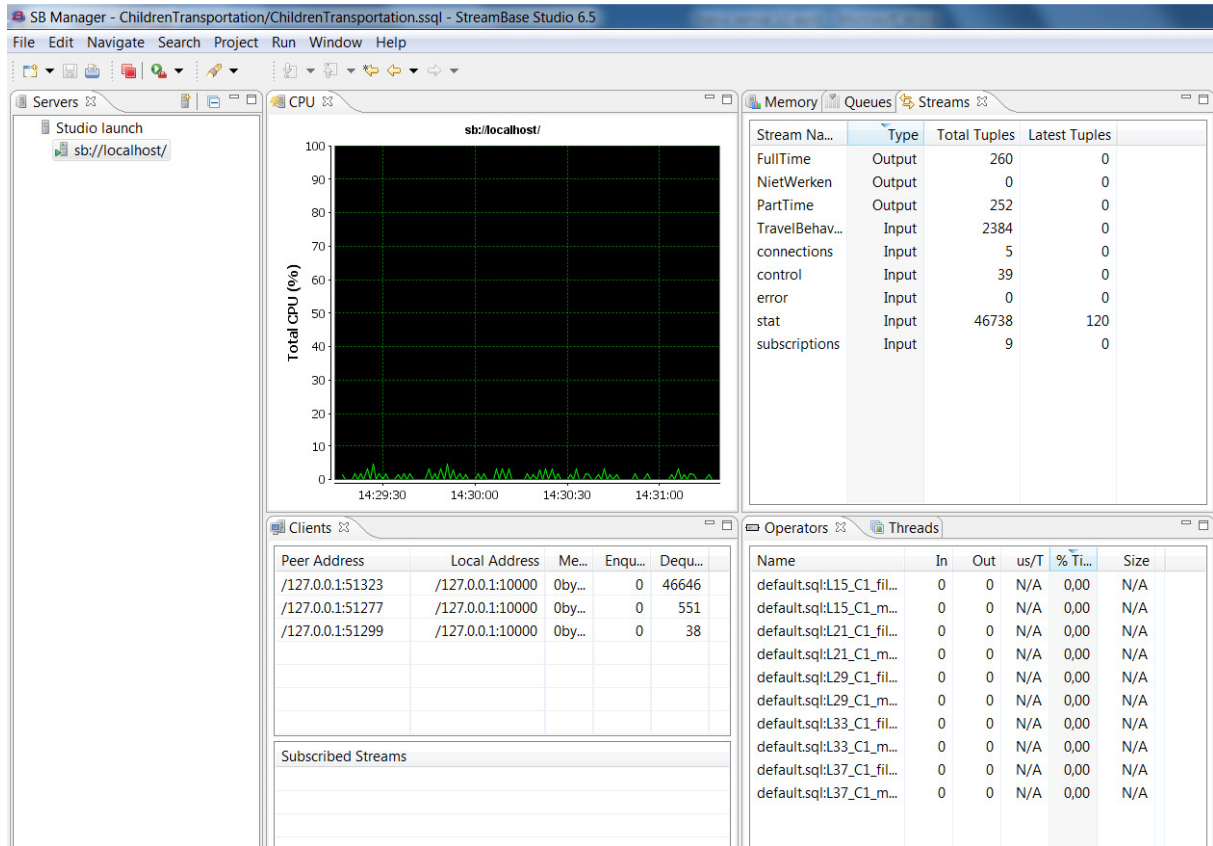 SB Manager - ChildrenTransportation/ChildrenTransportation.ssql - StreamBase Studio 6.5
File Edit Navigate Search Project Run Window Help
Servers
Studio launch
sb://localhost/
CPU
sb://localhost/
Total CPU (%)
100
90
80
70
60
50
40
30
20
10
0
14:29:30 14:30:00 14:30:30 14:31:00
Memory Queues Streams
Stream Na... Type Total Tuples Latest Tuples
FullTime Output 260 0
NietWerken Output 0 0
PartTime Output 252 0
TravelBehav... Input 2384 0
connections Input 5 0
control Input 39 0
error Input 0 0
stat Input 46738 120
subscriptions Input 9 0
Clients
Peer Address Local Address Me... Enqu... Dequ...
/127.0.0.1:51323 /127.0.0.1:10000 0by... 0 46646
/127.0.0.1:51277 /127.0.0.1:10000 0by... 0 551
/127.0.0.1:51299 /127.0.0.1:10000 0by... 0 38
Subscribed Streams
Operators Threads
Name In Out us/T % Ti... Size
default.sql:L15_C1_fil... 0 0 N/A 0,00 N/A
default.sql:L15_C1_m... 0 0 N/A 0,00 N/A
default.sql:L21_C1_fil... 0 0 N/A 0,00 N/A
default.sql:L21_C1_m... 0 0 N/A 0,00 N/A
default.sql:L29_C1_fil... 0 0 N/A 0,00 N/A
default.sql:L29_C1_m... 0 0 N/A 0,00 N/A
default.sql:L33_C1_fil... 0 0 N/A 0,00 N/A
default.sql:L33_C1_m... 0 0 N/A 0,00 N/A
default.sql:L37_C1_fil... 0 0 N/A 0,00 N/A
default.sql:L37_C1_m... 0 0 N/A 0,00 N/A